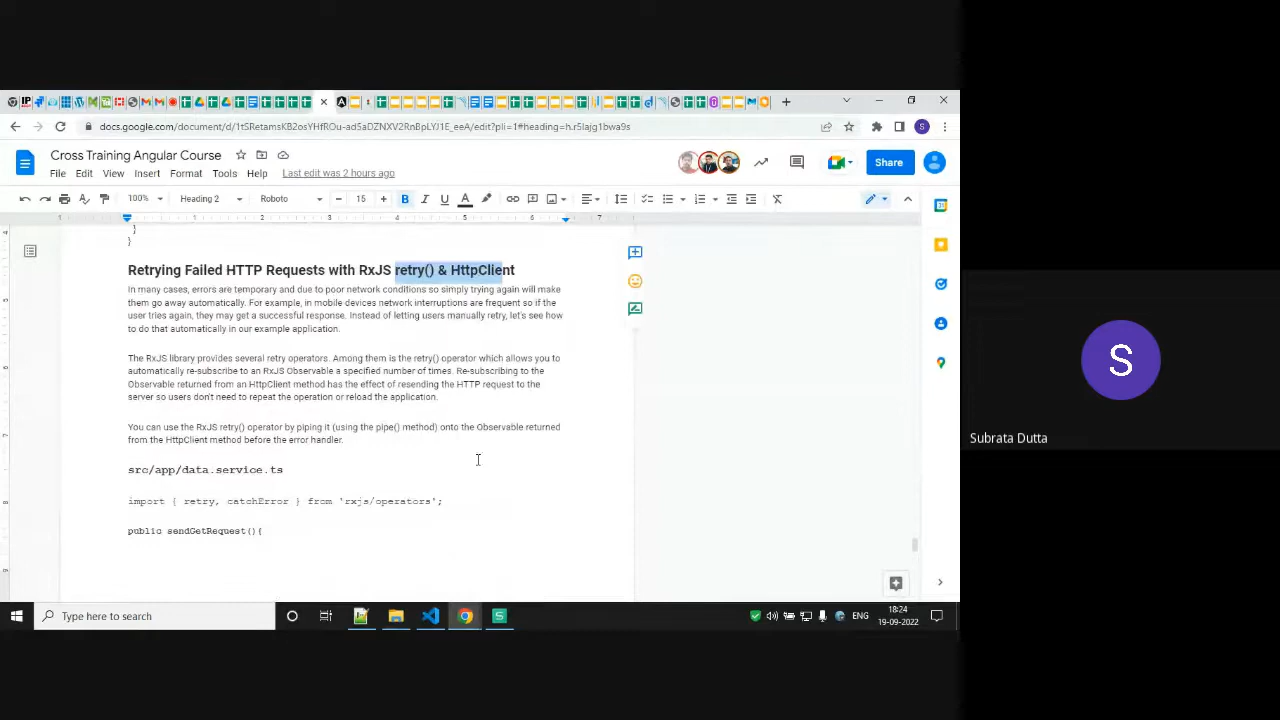 docs.google.com/document/d/1tSRetamsKB2osYHfROu-ad5aDZNXV2RnBpLYJ1E_eeA/edit?pli=1#heading=h.r5lajg1bwa9s
Cross Training Angular Course
File Edit View Insert Format Tools Help Last edit was 2 hours ago
Share
100% Heading 2 Roboto 15
}
}
Retrying Failed HTTP Requests with RxJS retry() & HttpClient
In many cases, errors are temporary and due to poor network conditions so simply trying again will make
them go away automatically. For example, in mobile devices network interruptions are frequent so if the
user tries again, they may get a successful response. Instead of letting users manually retry, let's see how
to do that automatically in our example application.
The RxJS library provides several retry operators. Among them is the retry() operator which allows you to
automatically re-subscribe to an RxJS Observable a specified number of times. Re-subscribing to the
Observable returned from an HttpClient method has the effect of resending the HTTP request to the
server so users don't need to repeat the operation or reload the application.
You can use the RxJS retry() operator by piping it (using the pipe() method) onto the Observable returned
from the HttpClient method before the error handler.
src/app/data.service.ts
import { retry, catchError } from 'rxjs/operators';
public sendGetRequest(){
Type here to search
ENG
18:24
19-09-2022
S
Subrata Dutta